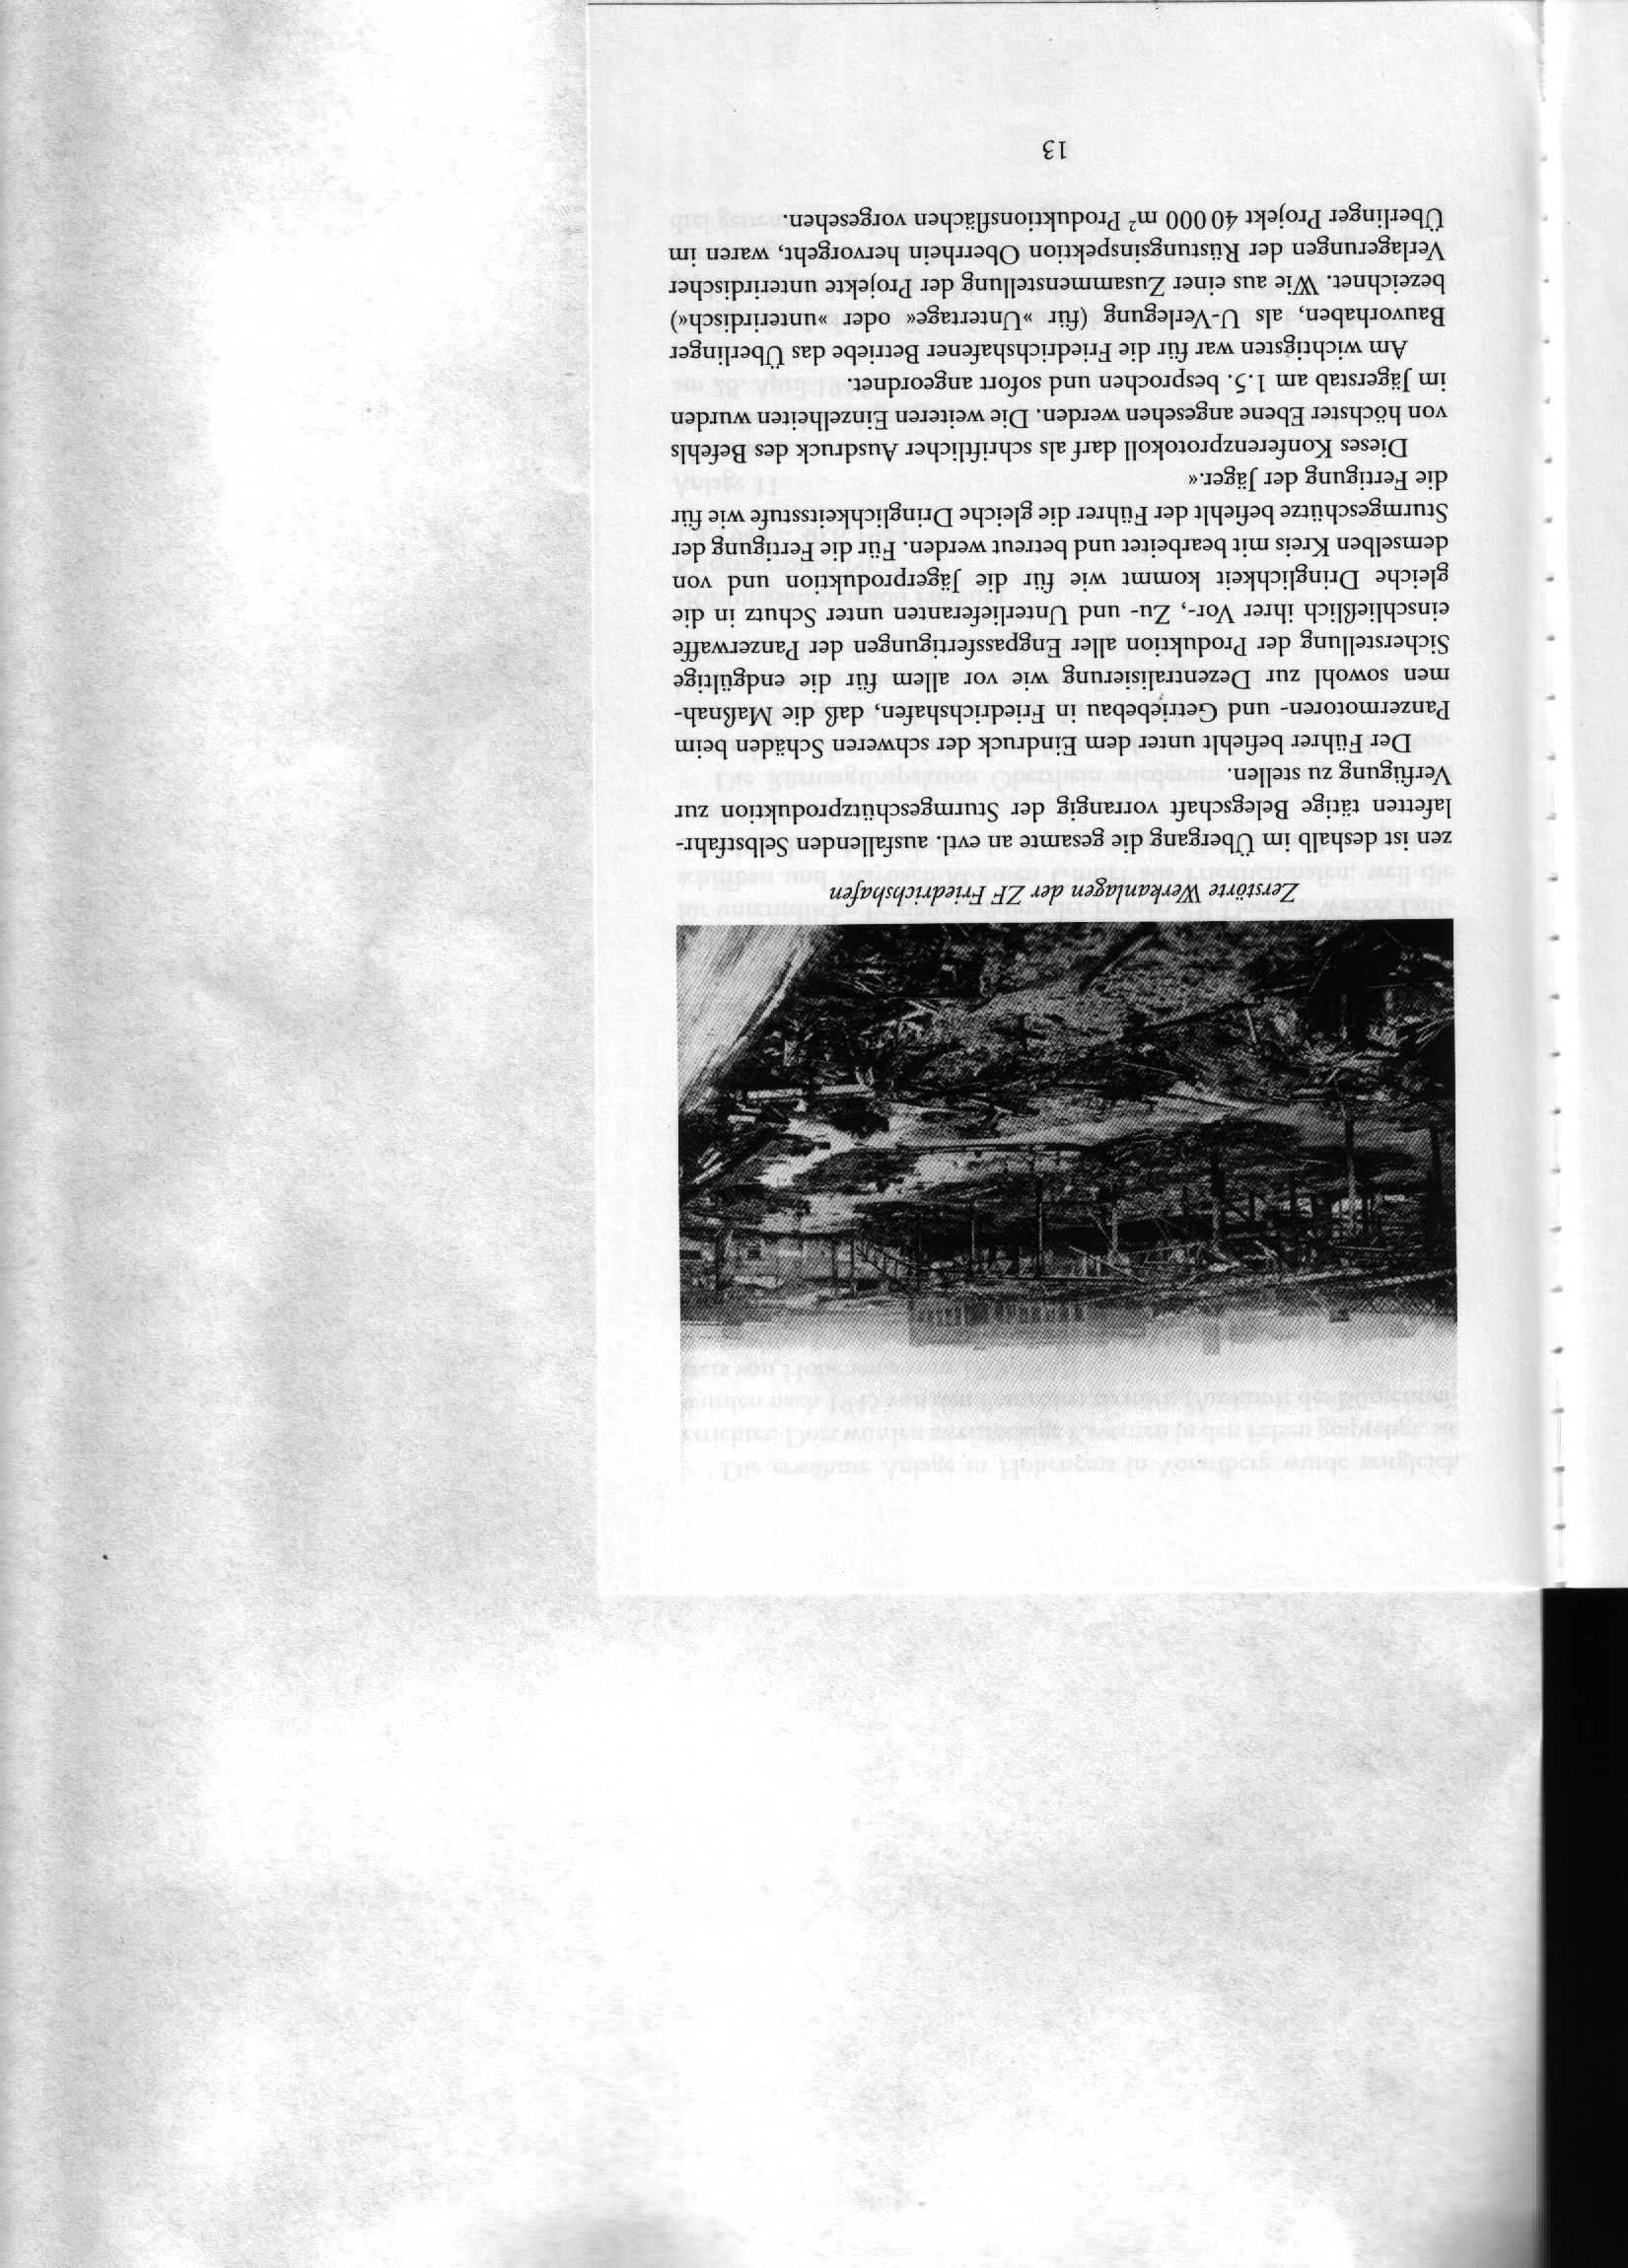 Zerstörte Werkanlagen der ZF Friedrichshafen
zen ist deshalb im Übergang die gesamte an evtl. ausfallenden Selbstfahr-
lafetten tätige Belegschaft vorrangig der Sturmgeschützproduktion zur
Verfügung zu stellen.
Der Führer befiehlt unter dem Eindruck der schweren Schäden beim
Panzermotoren- und Getriebebau in Friedrichshafen, daß die Maßnah-
men sowohl zur Dezentralisierung wie vor allem für die endgültige
Sicherstellung der Produktion aller Engpassfertigungen der Panzerwaffe
einschließlich ihrer Vor-, Zu- und Unterlieferanten unter Schutz in die
gleiche Dringlichkeit kommt wie für die Jägerproduktion und von
demselben Kreis mit bearbeitet und betreut werden. Für die Fertigung der
Sturmgeschütze befiehlt der Führer die gleiche Dringlichkeitsstufe wie für
die Fertigung der Jäger.«
Dieses Konferenzprotokoll darf als schriftlicher Ausdruck des Befehls
von höchster Ebene angesehen werden. Die weiteren Einzelheiten wurden
im Jägerstab am 1.5. besprochen und sofort angeordnet.
Am wichtigsten war für die Friedrichshafener Betriebe das Überlinger
Bauvorhaben, als U-Verlegung (für »Untertage« oder »unterirdisch«)
bezeichnet. Wie aus einer Zusammenstellung der Projekte unterirdischer
Verlagerungen der Rüstungsinspektion Oberrhein hervorgeht, waren im
Überlinger Projekt 40 000 m² Produktionsflächen vorgesehen.
13